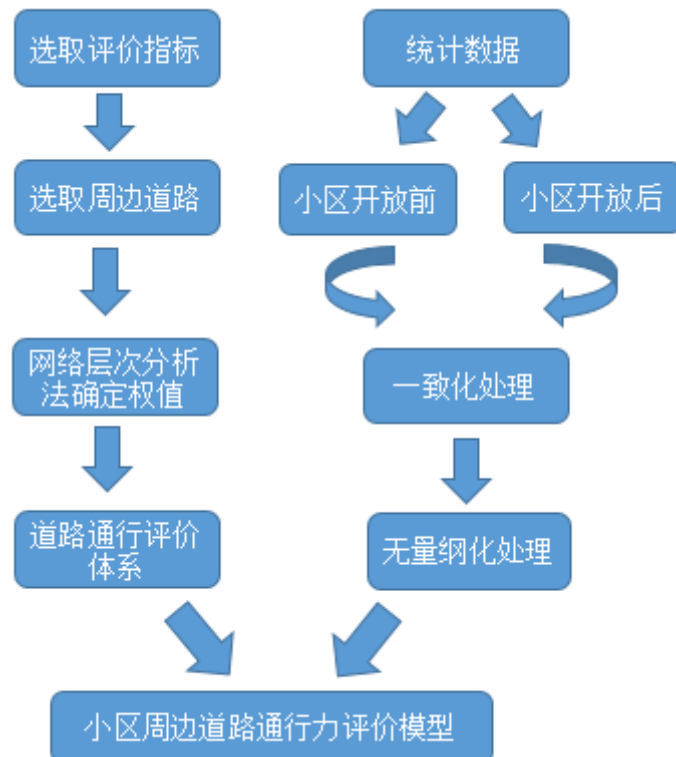 选取评价指标
统计数据
选取周边道路
小区开放前
小区开放后
网络层次分析
法确定权值
一致化处理
道路通行评价
体系
无量纲化处理
小区周边道路通行力评价模型